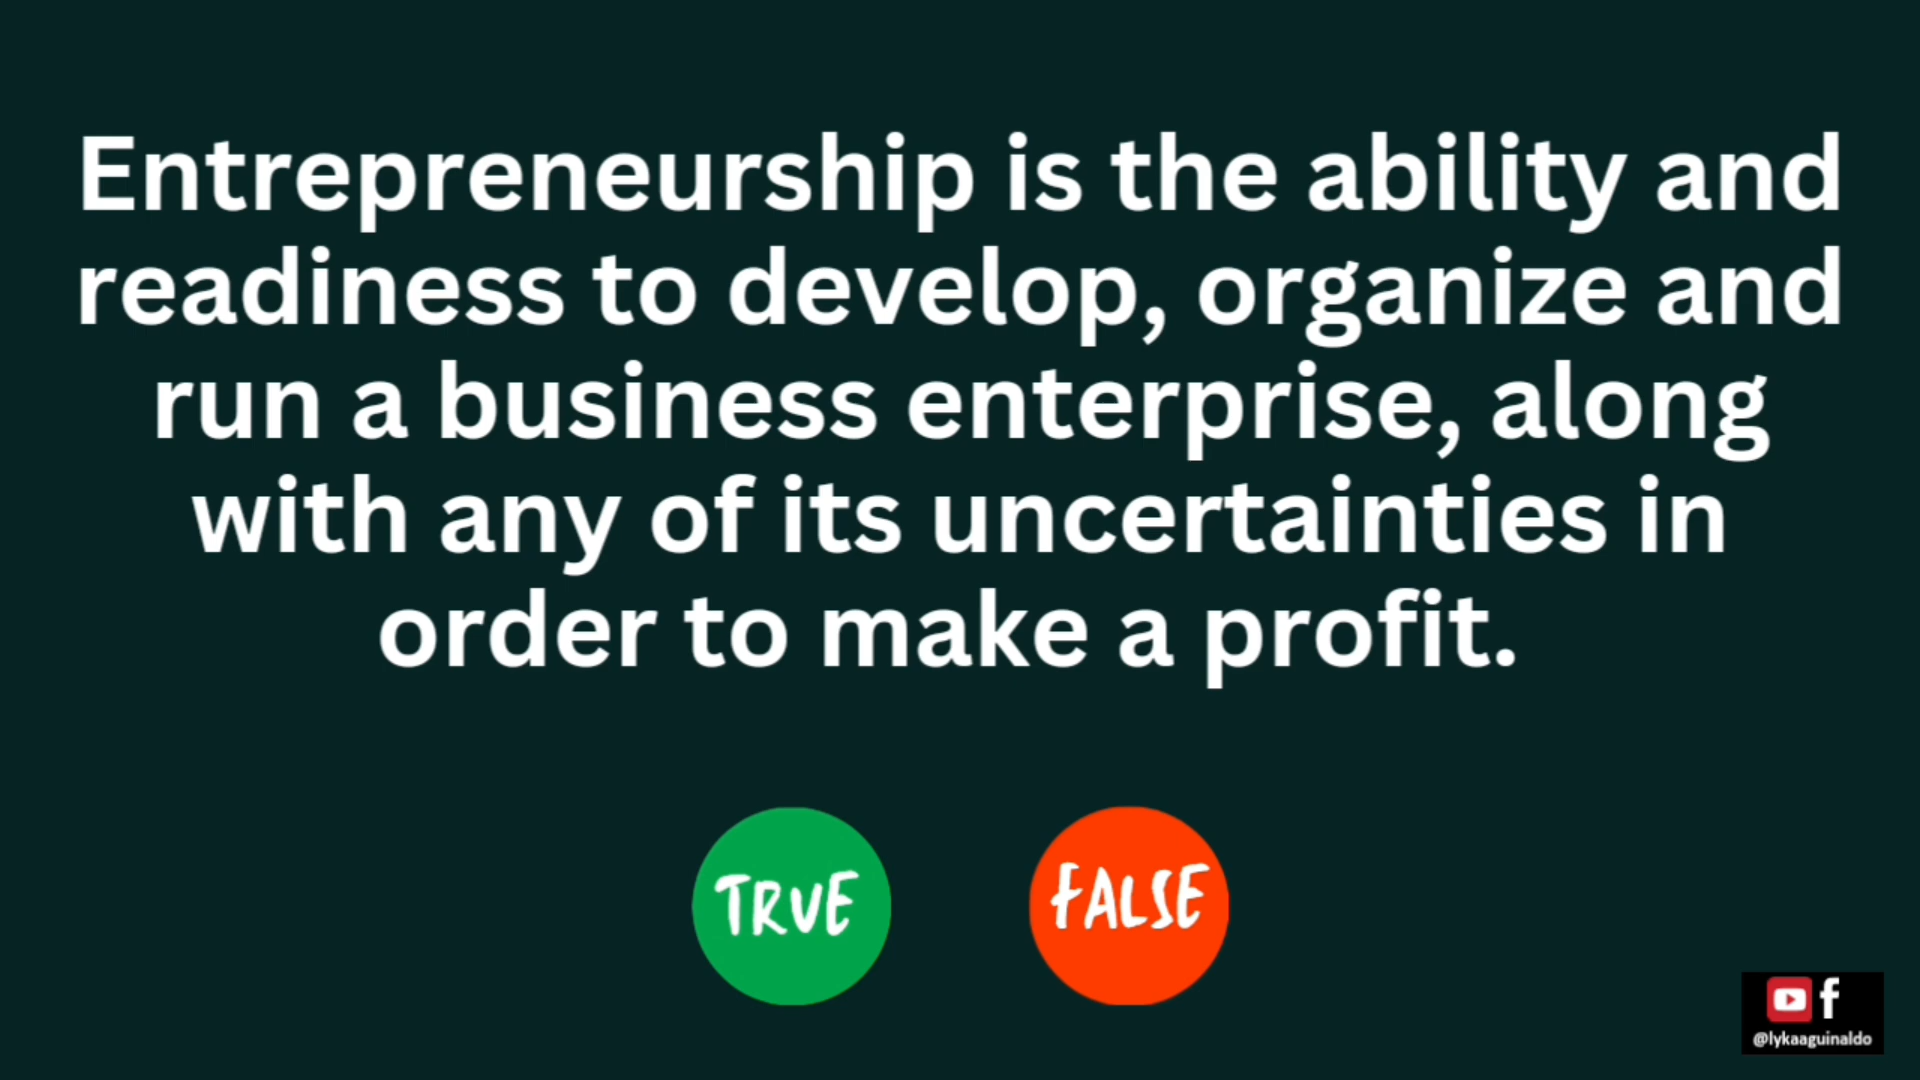 Entrepreneurship is the ability and
readiness to develop, organize and
run a business enterprise, along
with any of its uncertainties in
order to make a profit.
TRUE
FALSE
@lykaaguinaldo